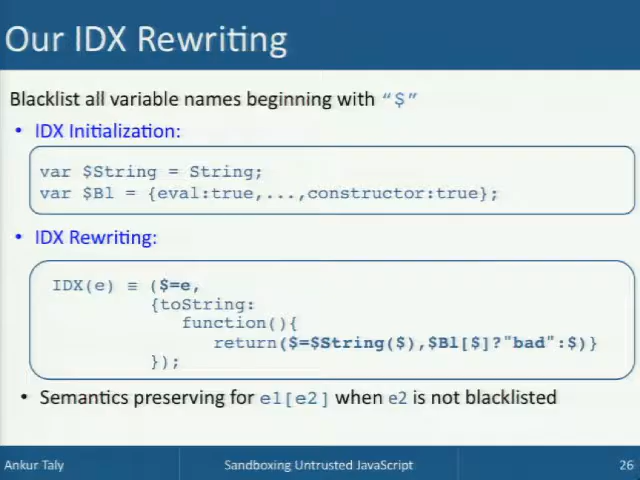 Our IDX Rewriting
Blacklist all variable names beginning with “$”
• IDX Initialization:
var $String = String;
var $Bl = {eval:true,...,constructor:true};
• IDX Rewriting:
IDX(e) ≡ ($=e,
{toString:
function(){
return($=$String($),$Bl[$]?"bad":$)}
});
• Semantics preserving for e1[e2] when e2 is not blacklisted
Ankur Taly
Sandboxing Untrusted JavaScript
26